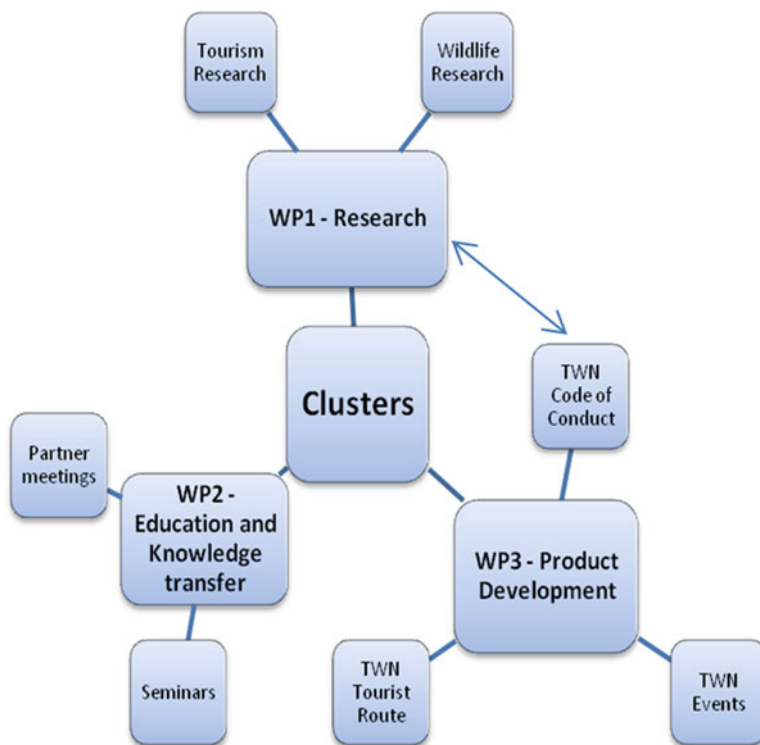 Tourism
Research
Wildlife
Research
WP1 - Research
Clusters
TWN
Code of
Conduct
Partner
meetings
WP2 -
Education and
Knowledge
transfer
WP3 - Product
Development
Seminars
TWN
Tourist
Route
TWN
Events